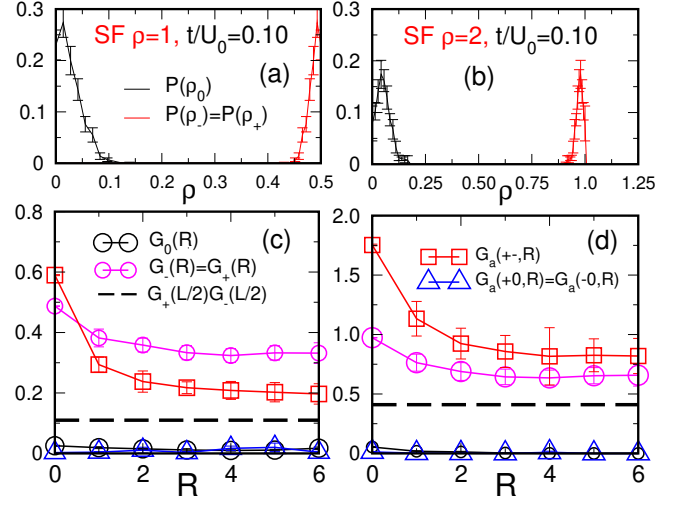 0.3
0.2
0.1
0
SF ρ=1, t/U₀=0.10
(a)
P(ρ₀)
P(ρ₋)=P(ρ₊)
0 0.1 0.2 0.3 0.4 0.5
ρ
0.3
0.2
0.1
0
SF ρ=2, t/U₀=0.10
(b)
0 0.25 0.50 0.75 1.0 1.25
ρ
0.8
0.6
0.4
0.2
0
(c)
G₀(R)
G₋(R)=G₊(R)
G₊(L/2)G₋(L/2)
0 2 4 6
R
2.0
1.5
1.0
0.5
0
(d)
Gₐ(+-,R)
Gₐ(+0,R)=Gₐ(-0,R)
0 1 2 3 4 5 6
R